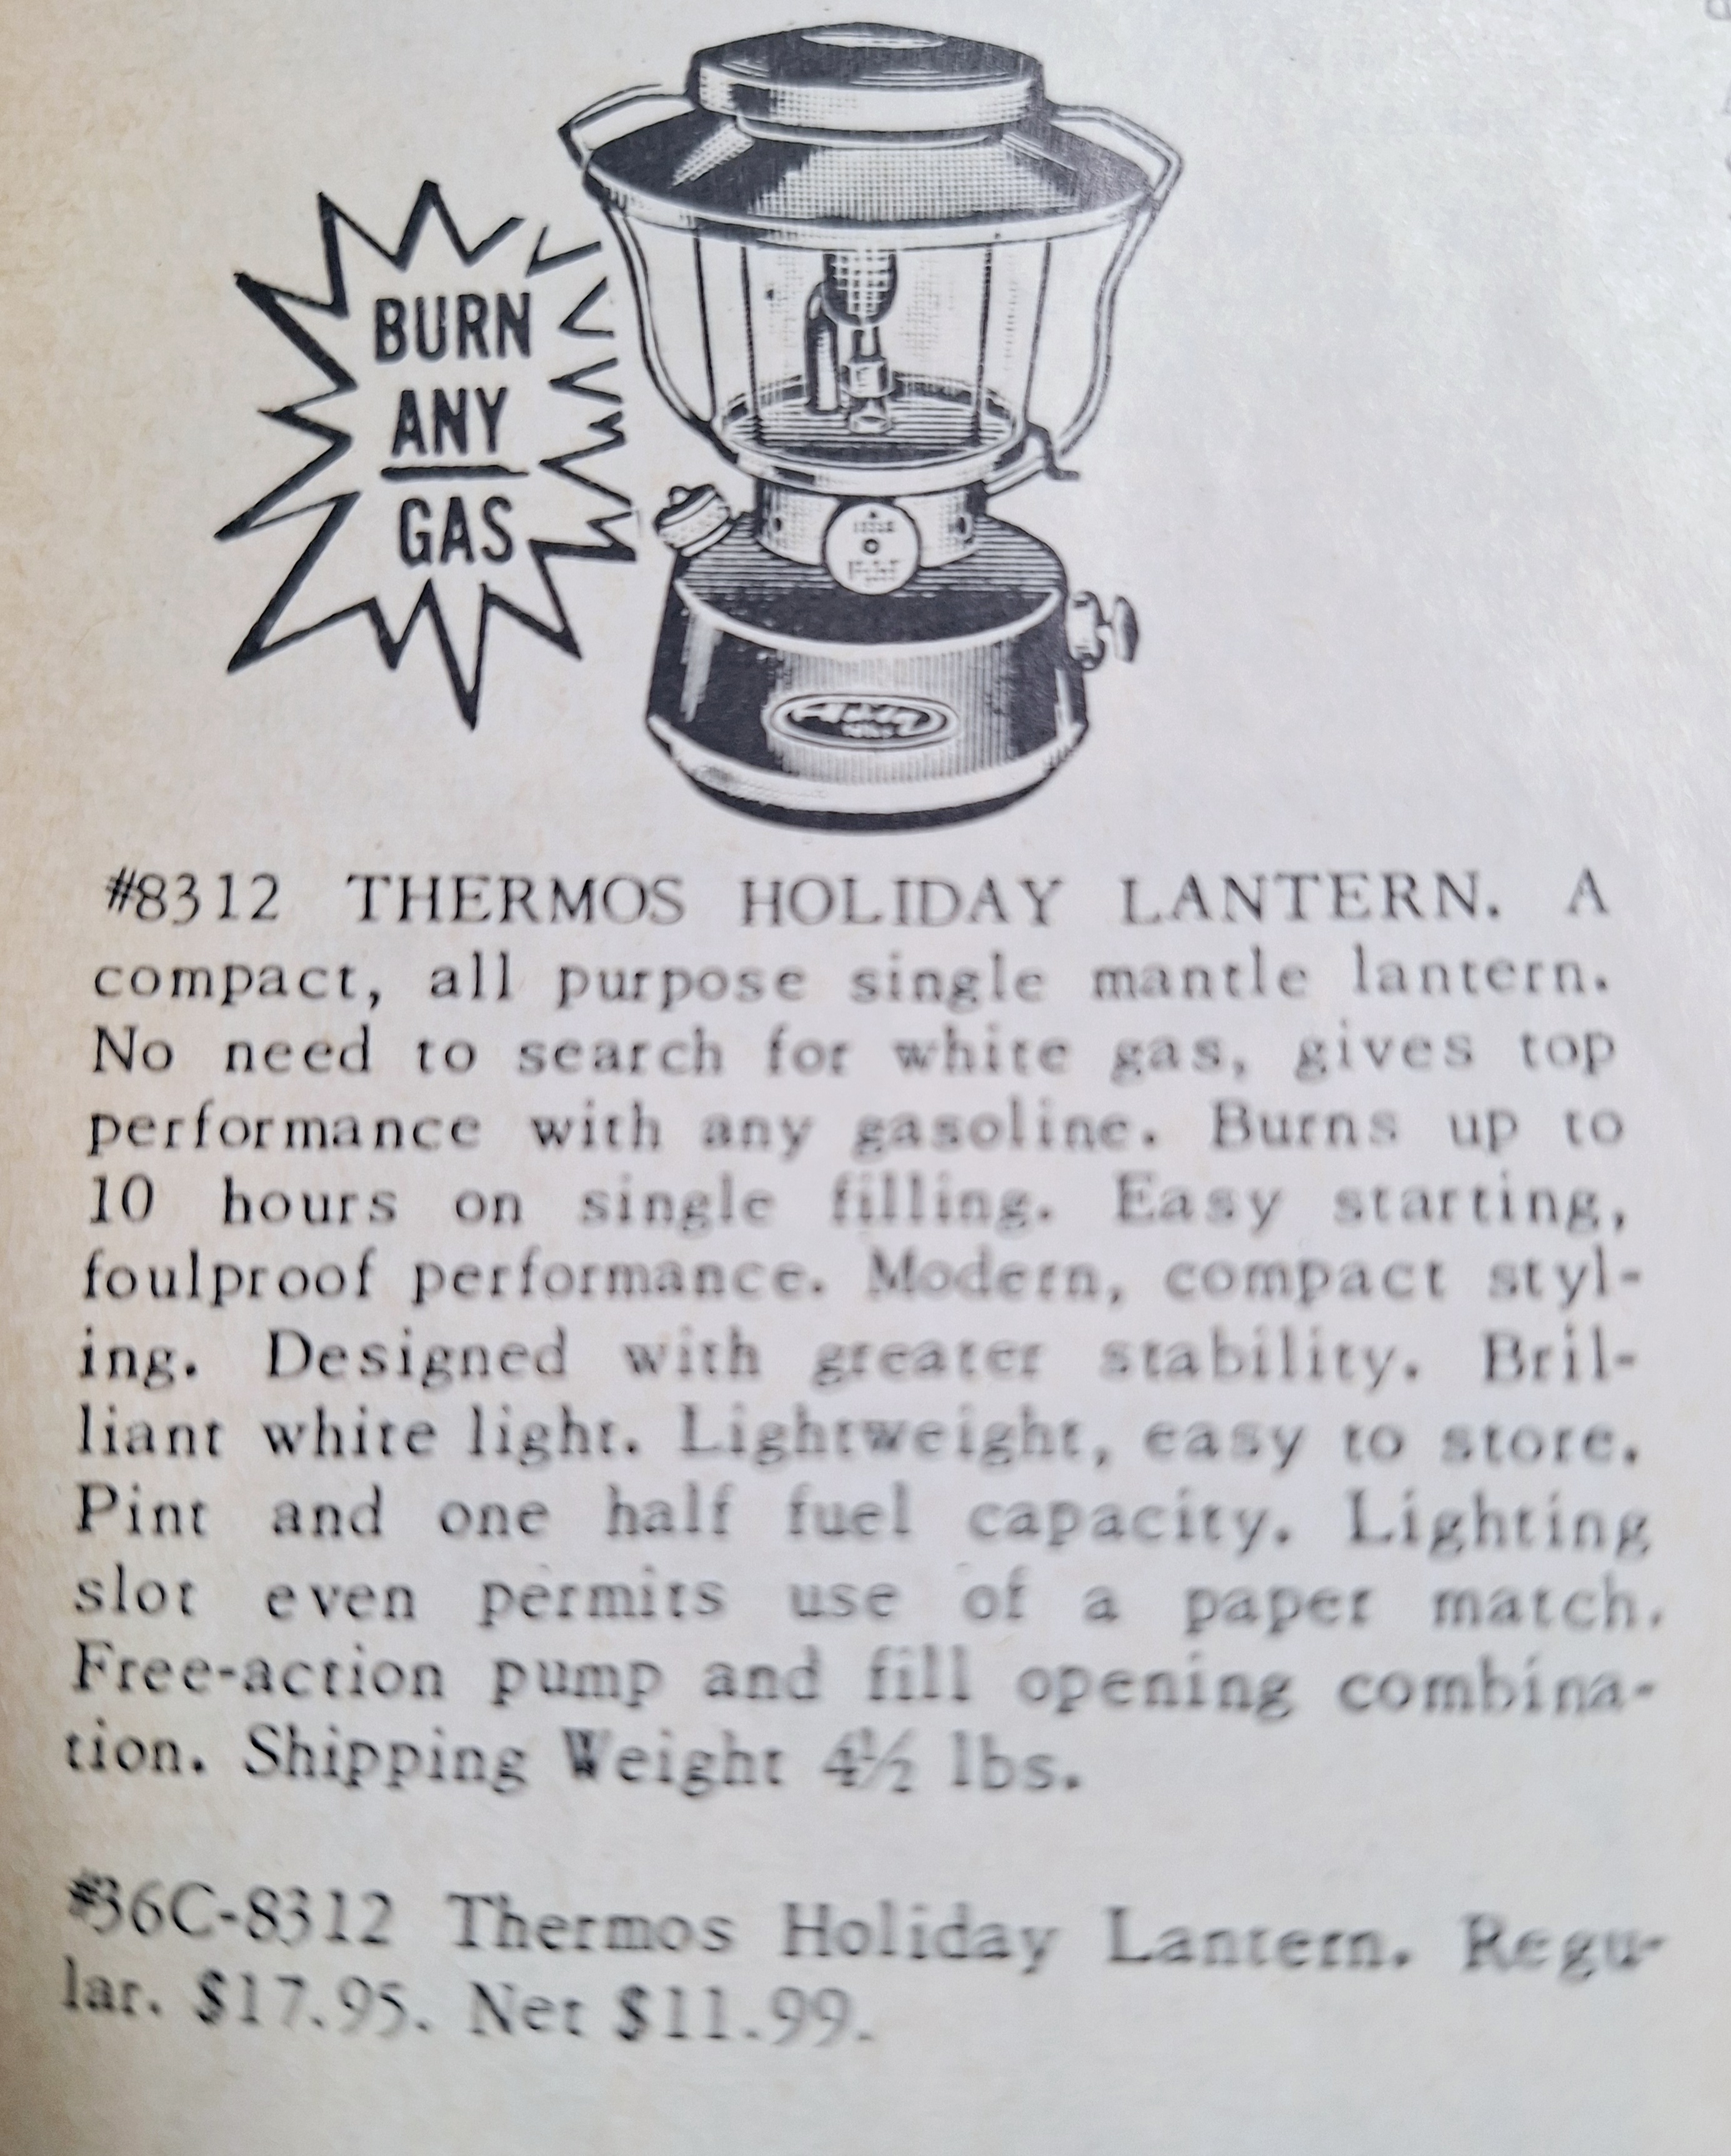 BURN
ANY
GAS
#8312 THERMOS HOLIDAY LANTERN. A
compact, all purpose single mantle lantern.
No need to search for white gas, gives top
performance with any gasoline. Burns up to
10 hours on single filling. Easy starting,
foulproof performance. Modern, compact styl-
ing. Designed with greater stability. Bril-
liant white light. Lightweight, easy to store.
Pint and one half fuel capacity. Lighting
slot even permits use of a paper match.
Free-action pump and fill opening combina-
tion. Shipping Weight 4½ lbs.
#36C-8312 Thermos Holiday Lantern. Regu-
lar. $17.95. Net $11.99.